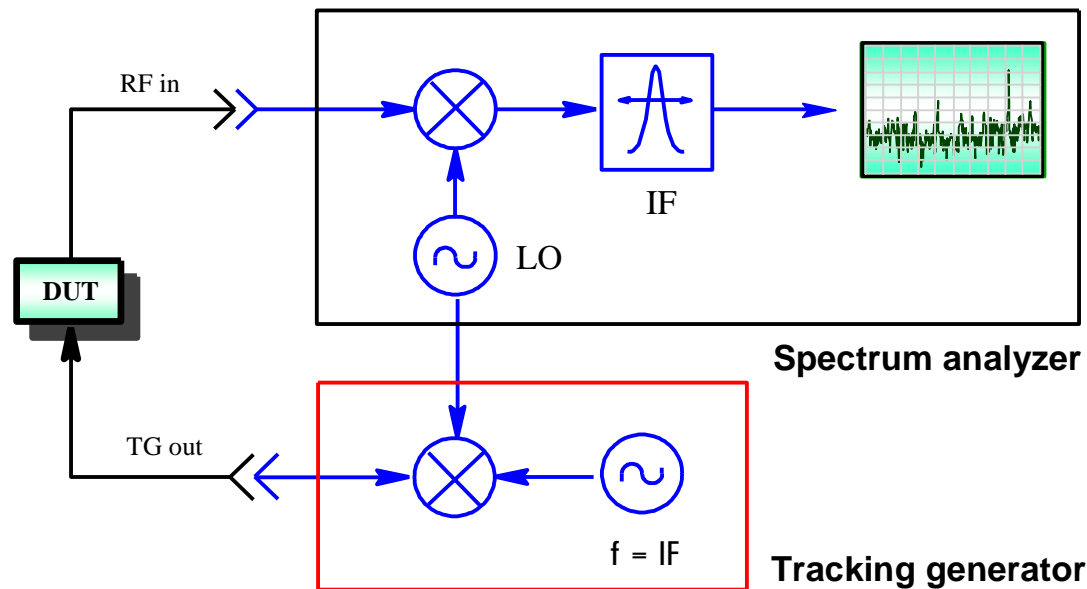 RF in
IF
LO
DUT
Spectrum analyzer
TG out
f = IF
Tracking generator